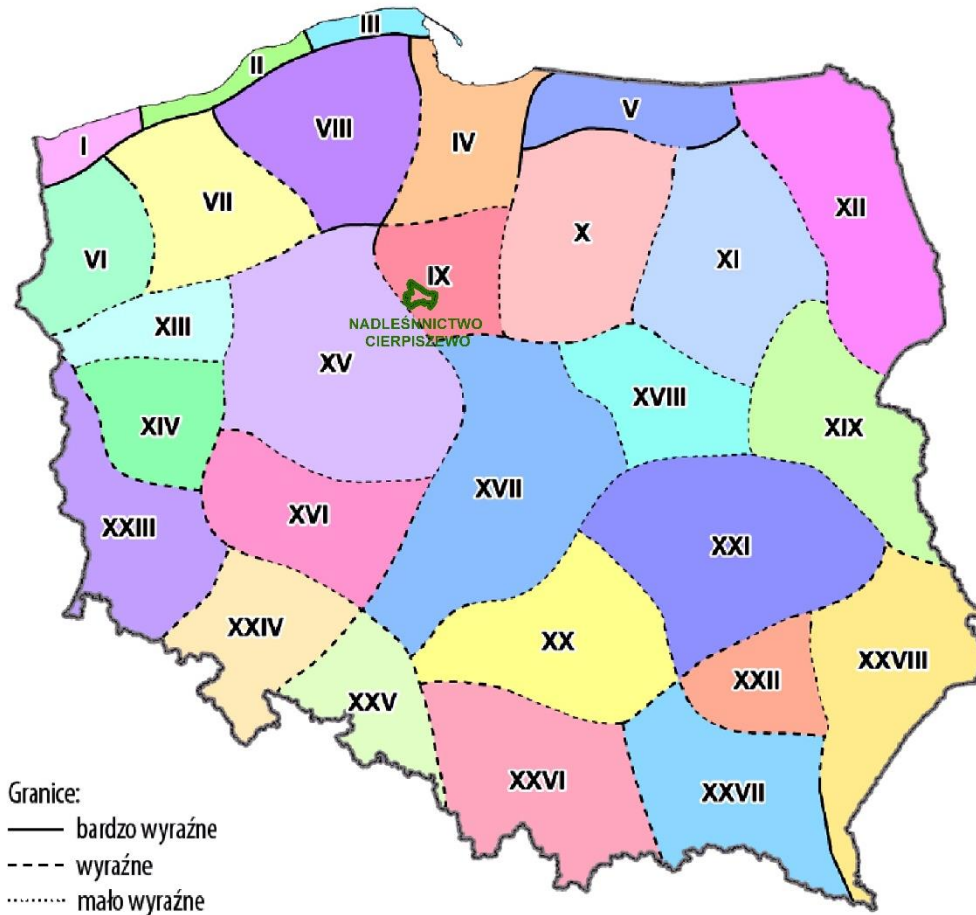 III
II
I
V
IV
VIII
XII
VII
X
XI
VI
IX
NADLEŚNNICTWO
CIERPISZEWO
XIII
XV
XVIII
XIV
XIX
XVII
XVI
XXIII
XXI
XXIV
XX
XXVIII
XXII
XXV
XXVI
XXVII
Granice:
bardzo wyraźne
wyraźne
mało wyraźne